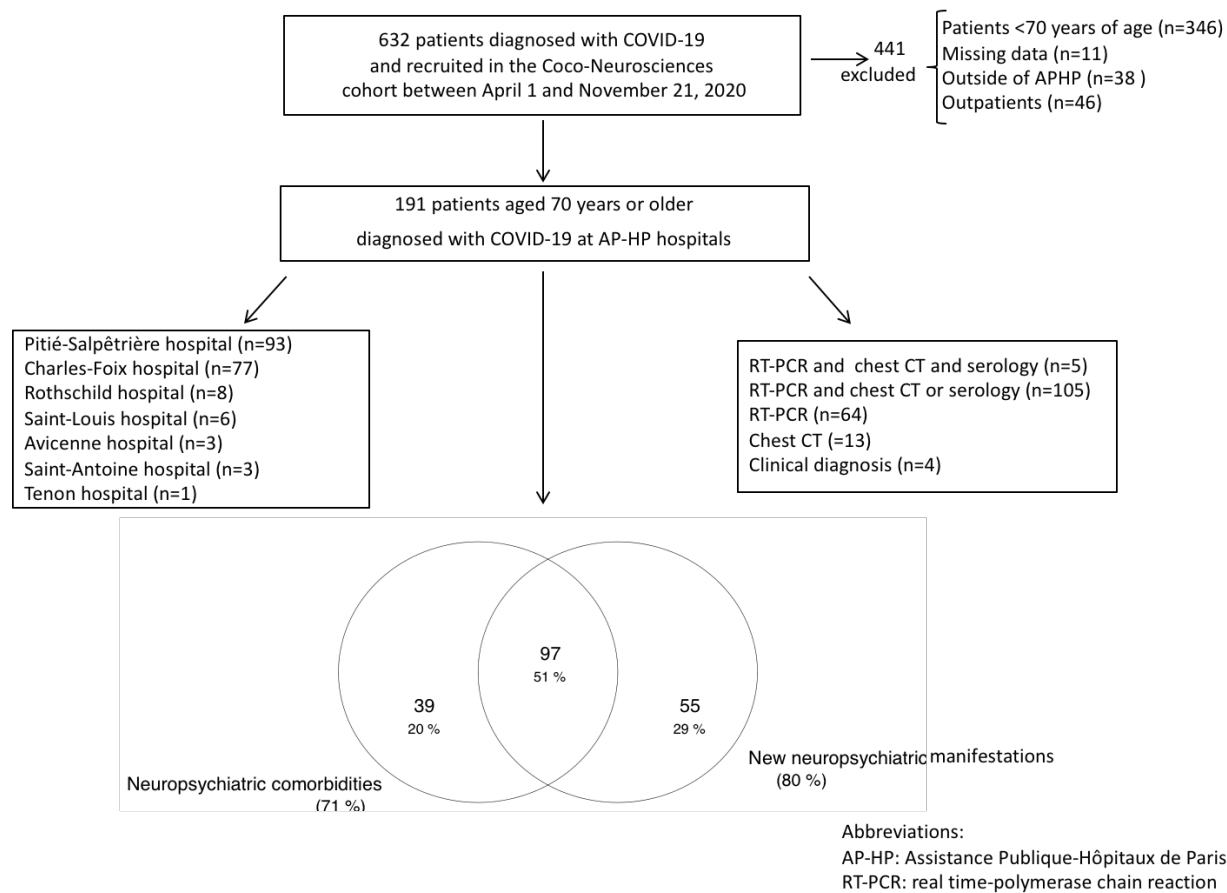 632 patients diagnosed with COVID-19
and recruited in the Coco-Neurosciences
cohort between April 1 and November 21, 2020
441
excluded
Patients <70 years of age (n=346)
Missing data (n=11)
Outside of APHP (n=38 )
Outpatients (n=46)
191 patients aged 70 years or older
diagnosed with COVID-19 at AP-HP hospitals
Pitié-Salpêtrière hospital (n=93)
Charles-Foix hospital (n=77)
Rothschild hospital (n=8)
Saint-Louis hospital (n=6)
Avicenne hospital (n=3)
Saint-Antoine hospital (n=3)
Tenon hospital (n=1)
RT-PCR and chest CT and serology (n=5)
RT-PCR and chest CT or serology (n=105)
RT-PCR (n=64)
Chest CT (=13)
Clinical diagnosis (n=4)
97
51 %
39
20 %
55
29 %
Neuropsychiatric comorbidities
(71 %)
New neuropsychiatric manifestations
(80 %)
Abbreviations:
AP-HP: Assistance Publique-Hôpitaux de Paris
RT-PCR: real time-polymerase chain reaction